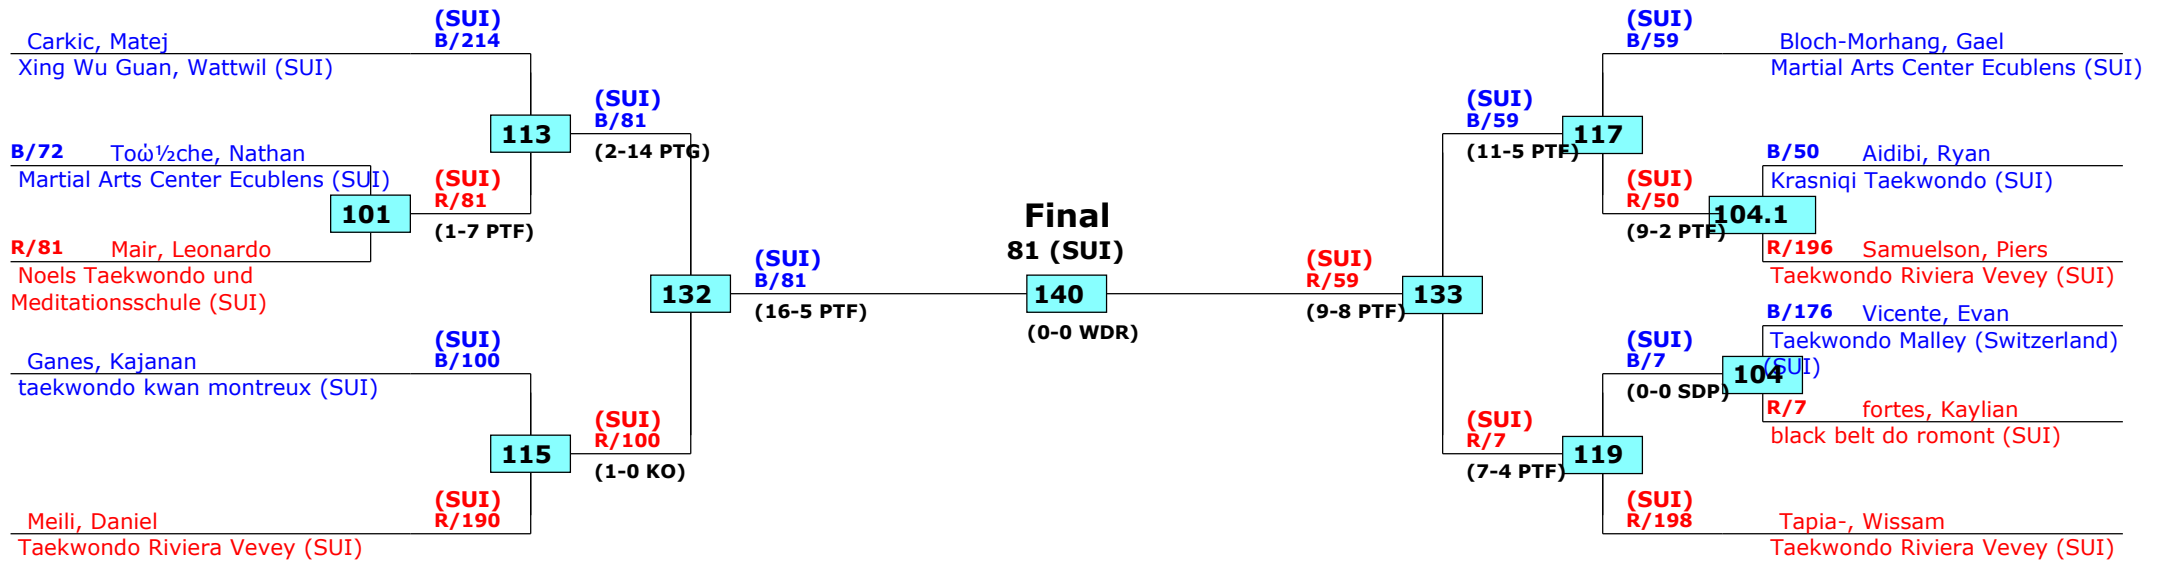 (SUI)
B/214
Carkic, Matej
Xing Wu Guan, Wattwil (SUI)
B/72 Toώ½che, Nathan
Martial Arts Center Ecublens (SUI)
101
R/81 Mair, Leonardo
Noels Taekwondo und
Meditationsschule (SUI)
(SUI)
R/81
(1-7 PTF)
113
(SUI)
B/81
(2-14 PTG)
(SUI)
B/100
Ganes, Kajanan
taekwondo kwan montreux (SUI)
115
(SUI)
R/100
(1-0 KO)
(SUI)
R/190
Meili, Daniel
Taekwondo Riviera Vevey (SUI)
132
(SUI)
B/81
(16-5 PTF)
Final
81 (SUI)
140
(0-0 WDR)
(SUI)
R/59
(9-8 PTF)
133
(SUI)
B/59
(11-5 PTF)
117
(SUI)
B/59
Bloch-Morhang, Gael
Martial Arts Center Ecublens (SUI)
(SUI)
R/50
(9-2 PTF)
104.1
B/50 Aidibi, Ryan
Krasniqi Taekwondo (SUI)
R/196 Samuelson, Piers
Taekwondo Riviera Vevey (SUI)
B/176 Vicente, Evan
Taekwondo Malley (Switzerland)
(SUI)
104
R/7 fortes, Kaylian
black belt do romont (SUI)
(SUI)
B/7
(0-0 SDP)
(SUI)
R/7
(7-4 PTF)
119
(SUI)
R/198
Tapia-, Wissam
Taekwondo Riviera Vevey (SUI)